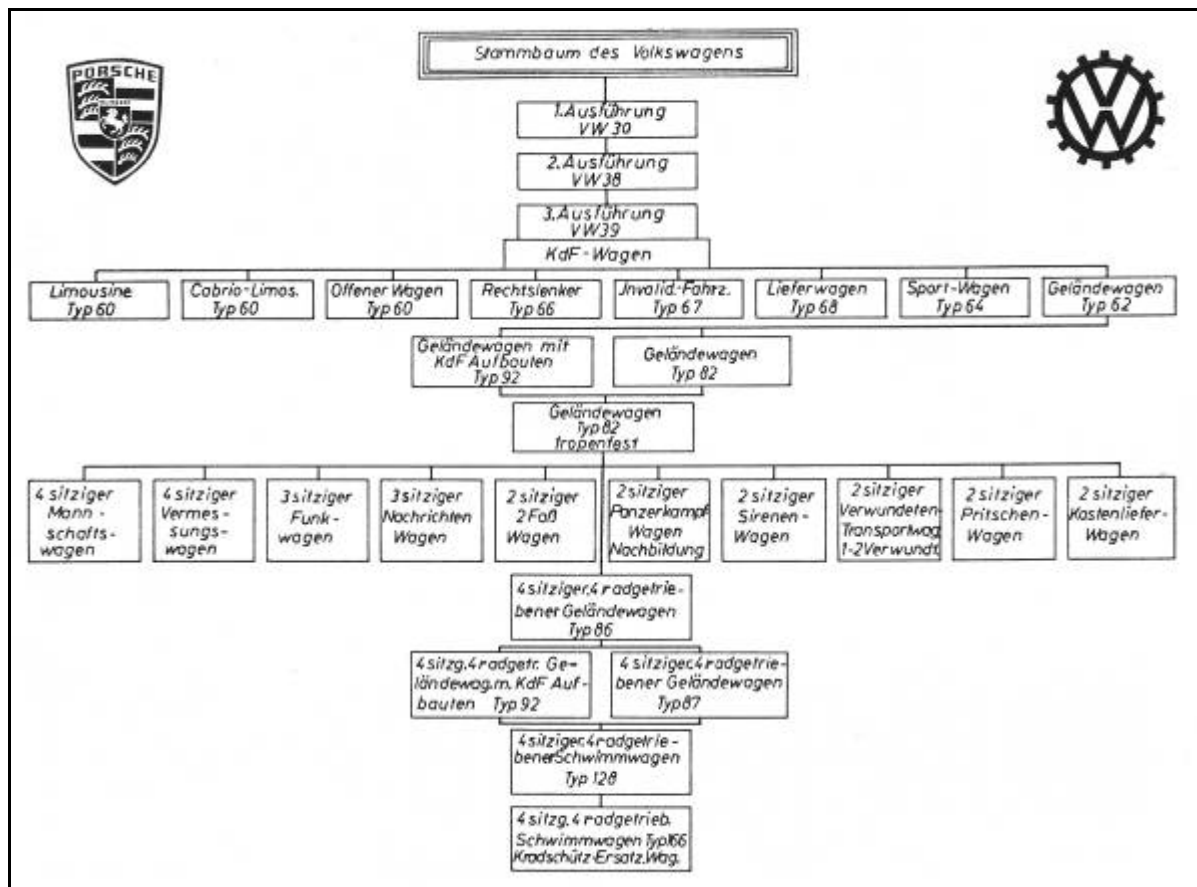 Stammbaum des Volkswagens
PORSCHE
VW
1.Ausführung
VW 30
2.Ausführung
VW38
3.Ausführung
VW39
KdF-Wagen
Limousine
Typ 60
Cabrio-Limos.
Typ 60
Offener Wagen
Typ 60
Rechtslenker
Typ 66
Jnvalid.-Fahrz.
Typ 67
Lieferwagen
Typ 68
Sport-Wagen
Typ 64
Geländewagen
Typ 62
Geländewagen mit
KdF Aufbauten
Typ 92
Geländewagen
Typ 82
Geländewagen
Typ 82
tropenfest
4 sitziger
Mann-
schafts-
wagen
4 sitziger
Vermes-
sungs-
wagen
3 sitziger
Funk-
wagen
3 sitziger
Nachrichten
Wagen
2 sitziger
2 Faß
Wagen
2 sitziger
Panzerkampf
Wagen
Nachbildung
2 sitziger
Sirenen-
Wagen
2 sitziger
Verwundeten-
Transportwag.
1-2 Verwundt.
2 sitziger
Pritschen-
Wagen
2 sitziger
Kastenliefer-
Wagen
4 sitziger.4 radgetrie-
bener Geländewagen
Typ 86
4 sitzg.4 radgetr. Ge-
ländewag.m. KdF Auf-
bauten Typ 92
4 sitziger.4 radgetrie-
bener Geländewagen
Typ 87
4 sitziger.4 radgetrie-
bener Schwimmwagen
Typ 128
4 sitzg.4 radgetrieb.
Schwimmwagen Typ 166
Kradschütz-Ersatz.Wag.